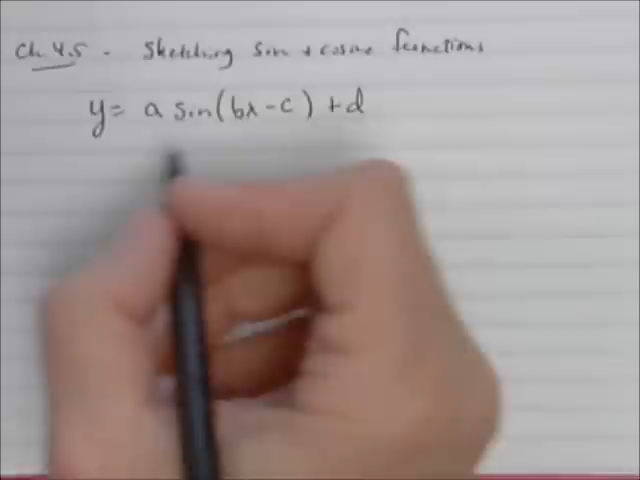 Ch. 4.5 - Sketching sin + cosine functions
y = a sin(bx - c) + d